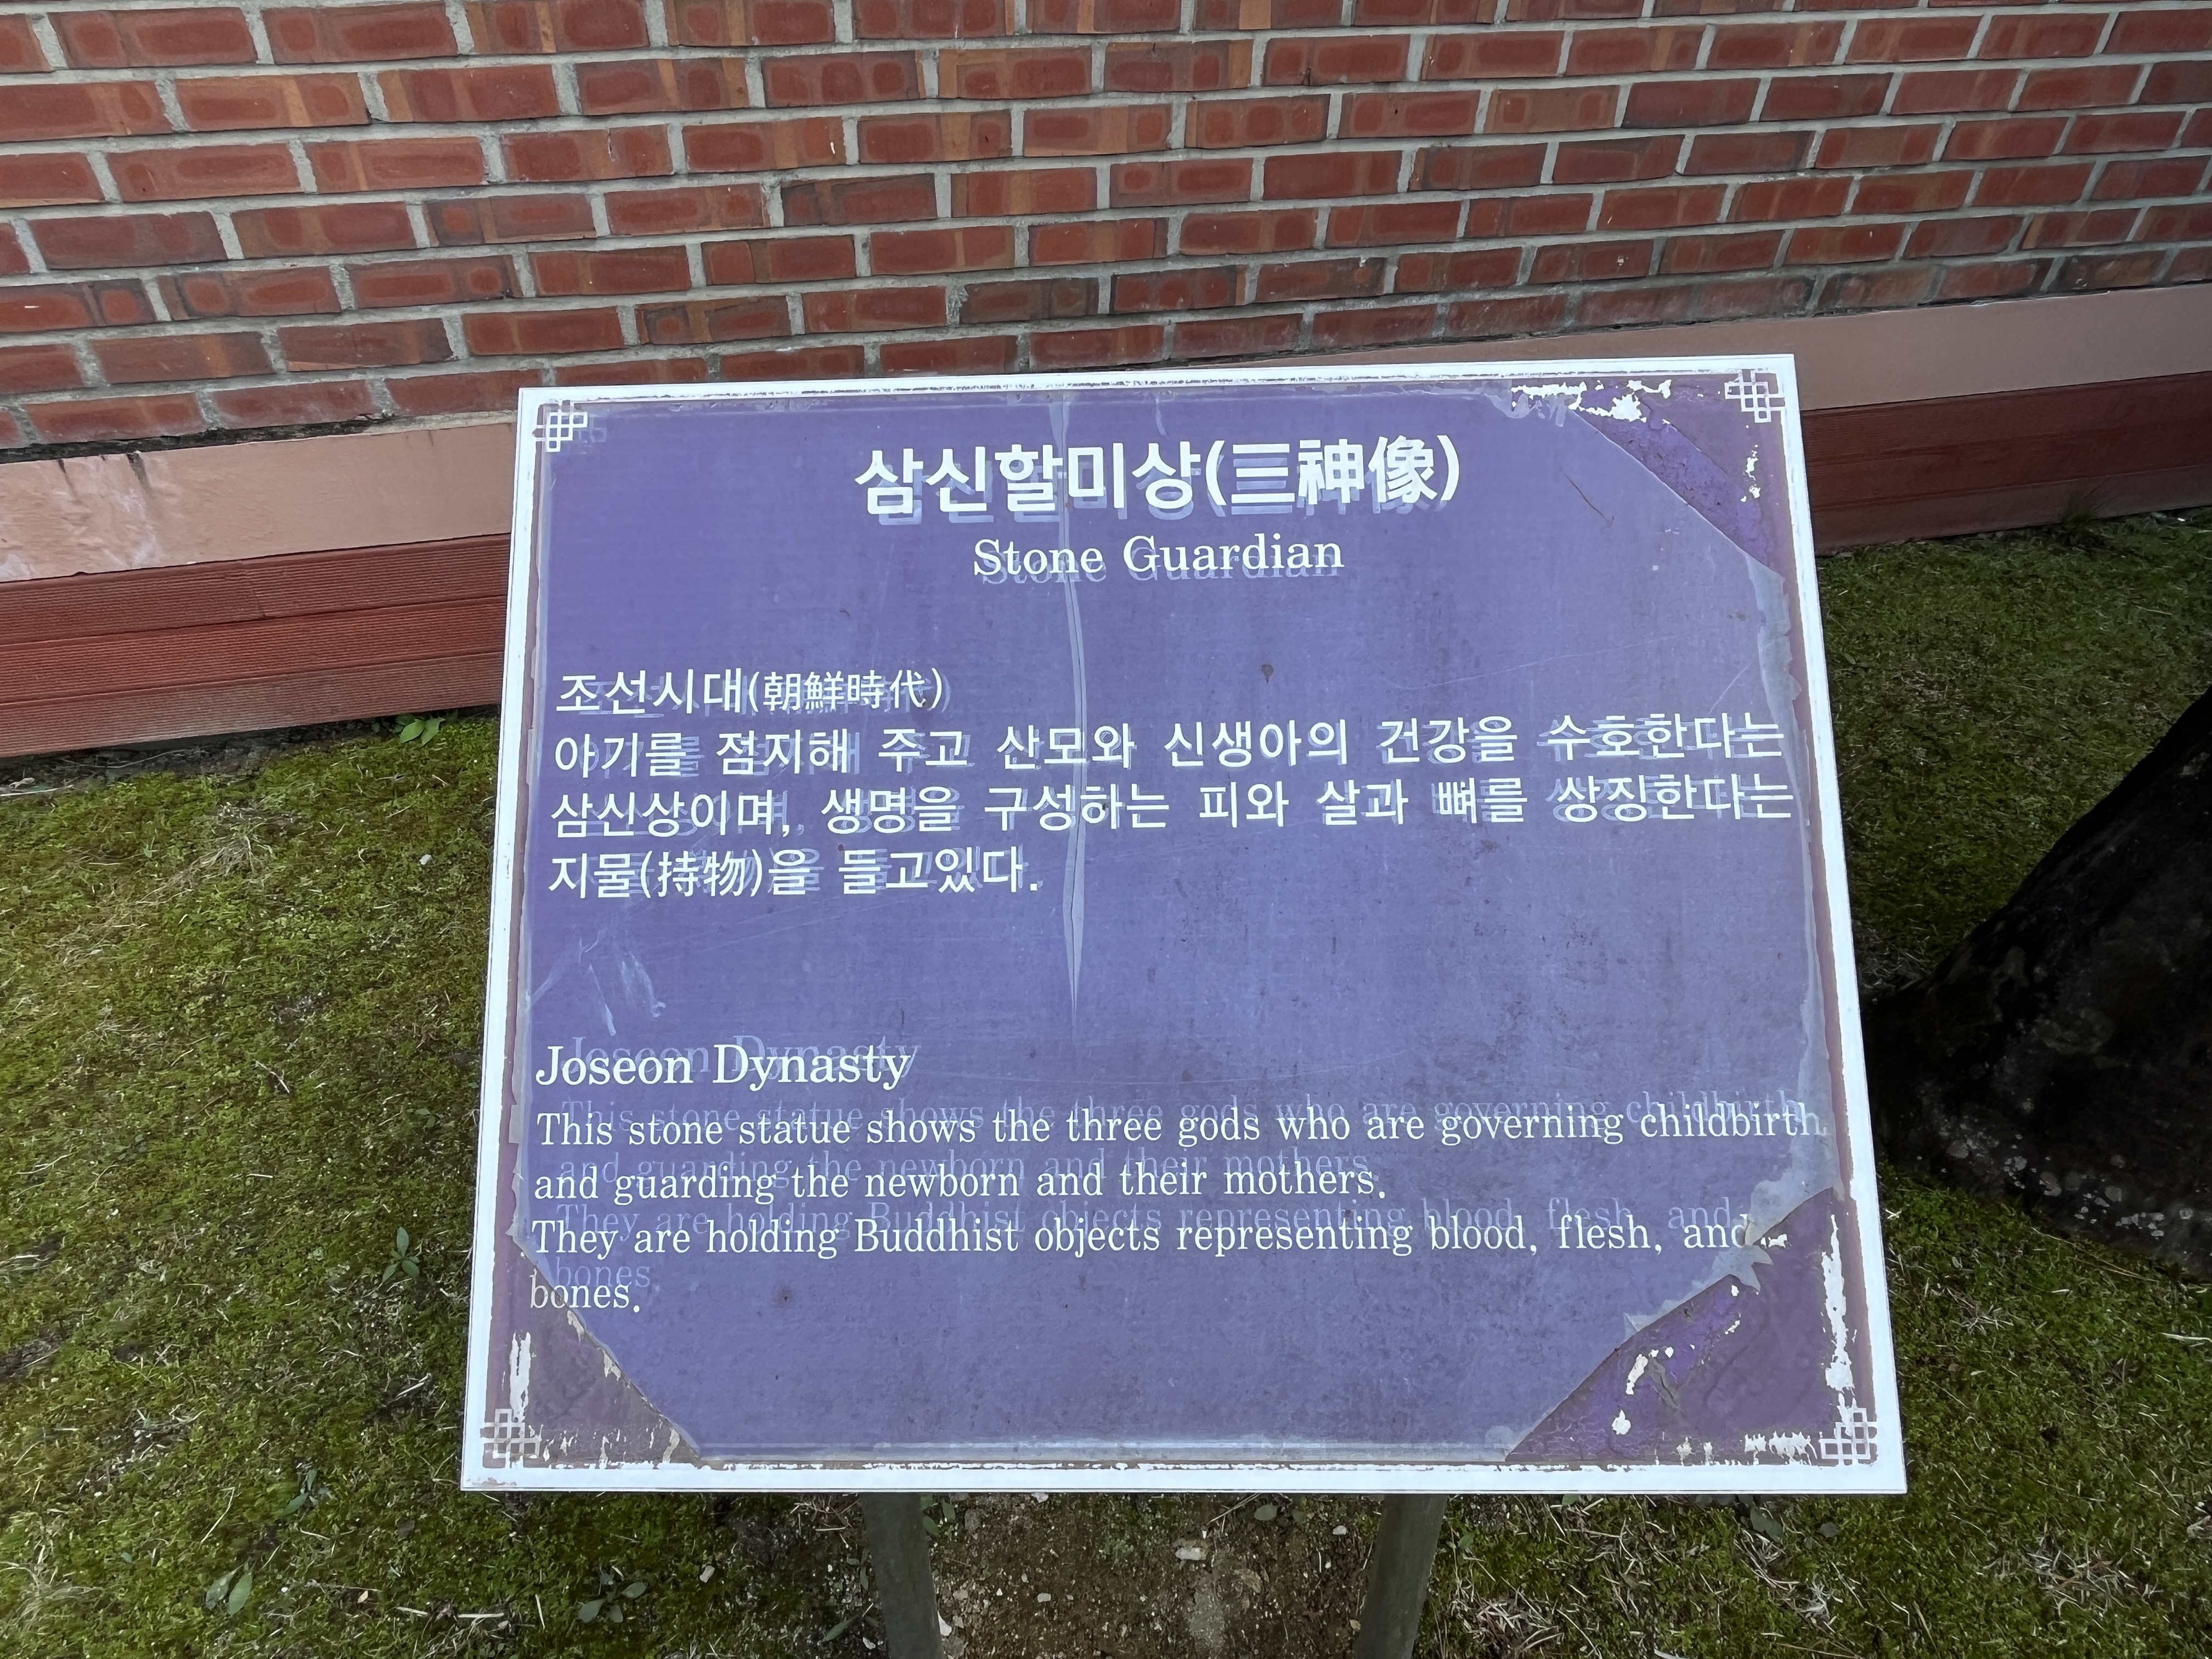 삼신할미상(三神像)
Stone Guardian
조선시대(朝鮮時代)
아기를 점지해 주고 산모와 신생아의 건강을 수호한다는
삼신상이며, 생명을 구성하는 피와 살과 뼈를 상징한다는
지물(持物)을 들고있다.
Joseon Dynasty
This stone statue shows the three gods who are governing childbirth
and guarding the newborn and their mothers.
They are holding Buddhist objects representing blood, flesh, and
bones.